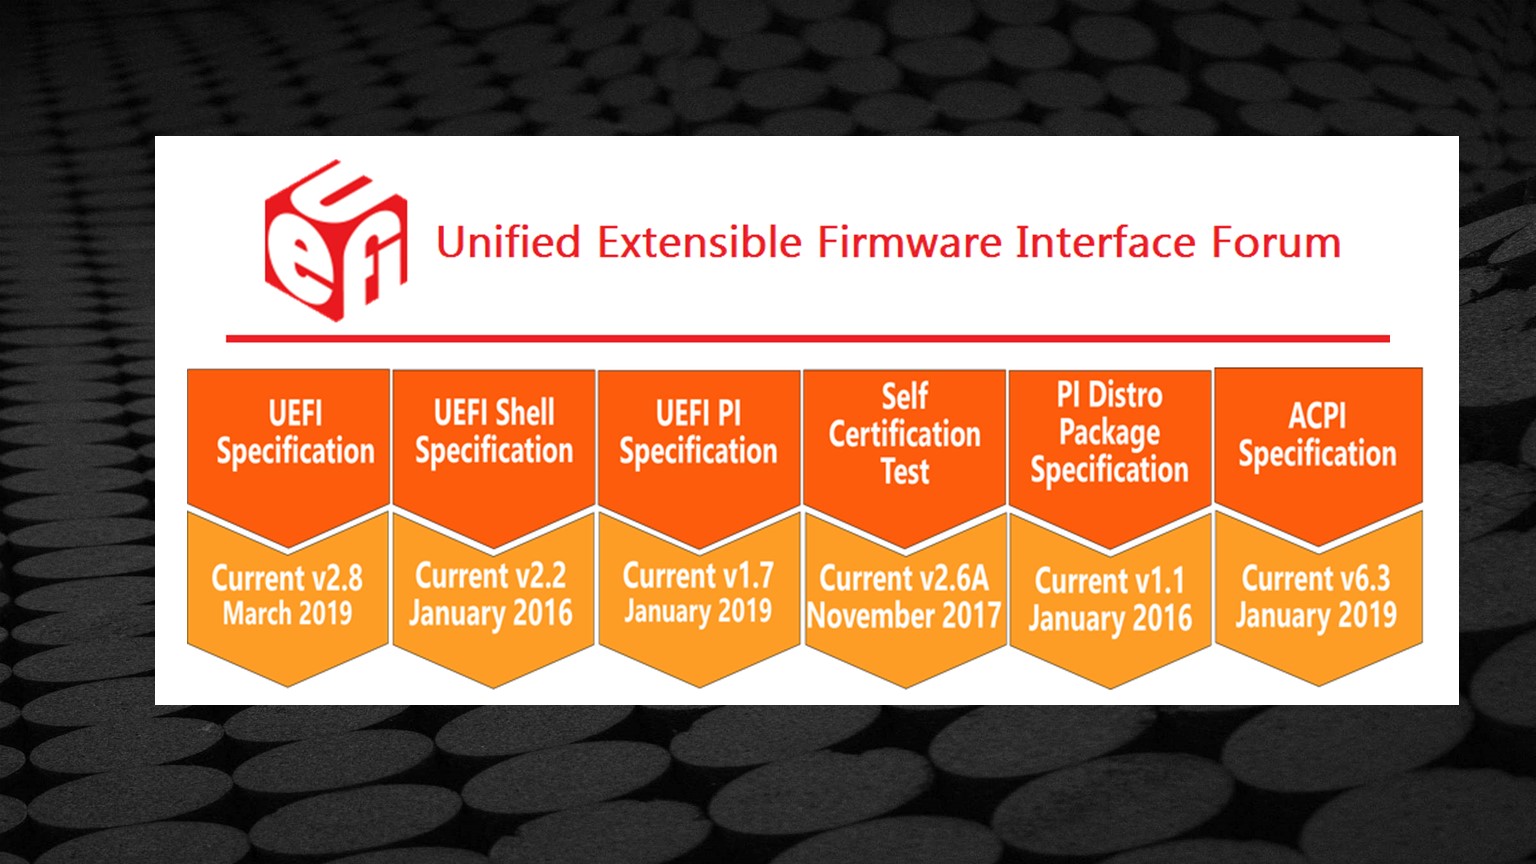 uefi
Unified Extensible Firmware Interface Forum
UEFI
Specification
UEFI Shell
Specification
UEFI PI
Specification
Self
Certification
Test
PI Distro
Package
Specification
ACPI
Specification
Current v2.8
March 2019
Current v2.2
January 2016
Current v1.7
January 2019
Current v2.6A
November 2017
Current v1.1
January 2016
Current v6.3
January 2019